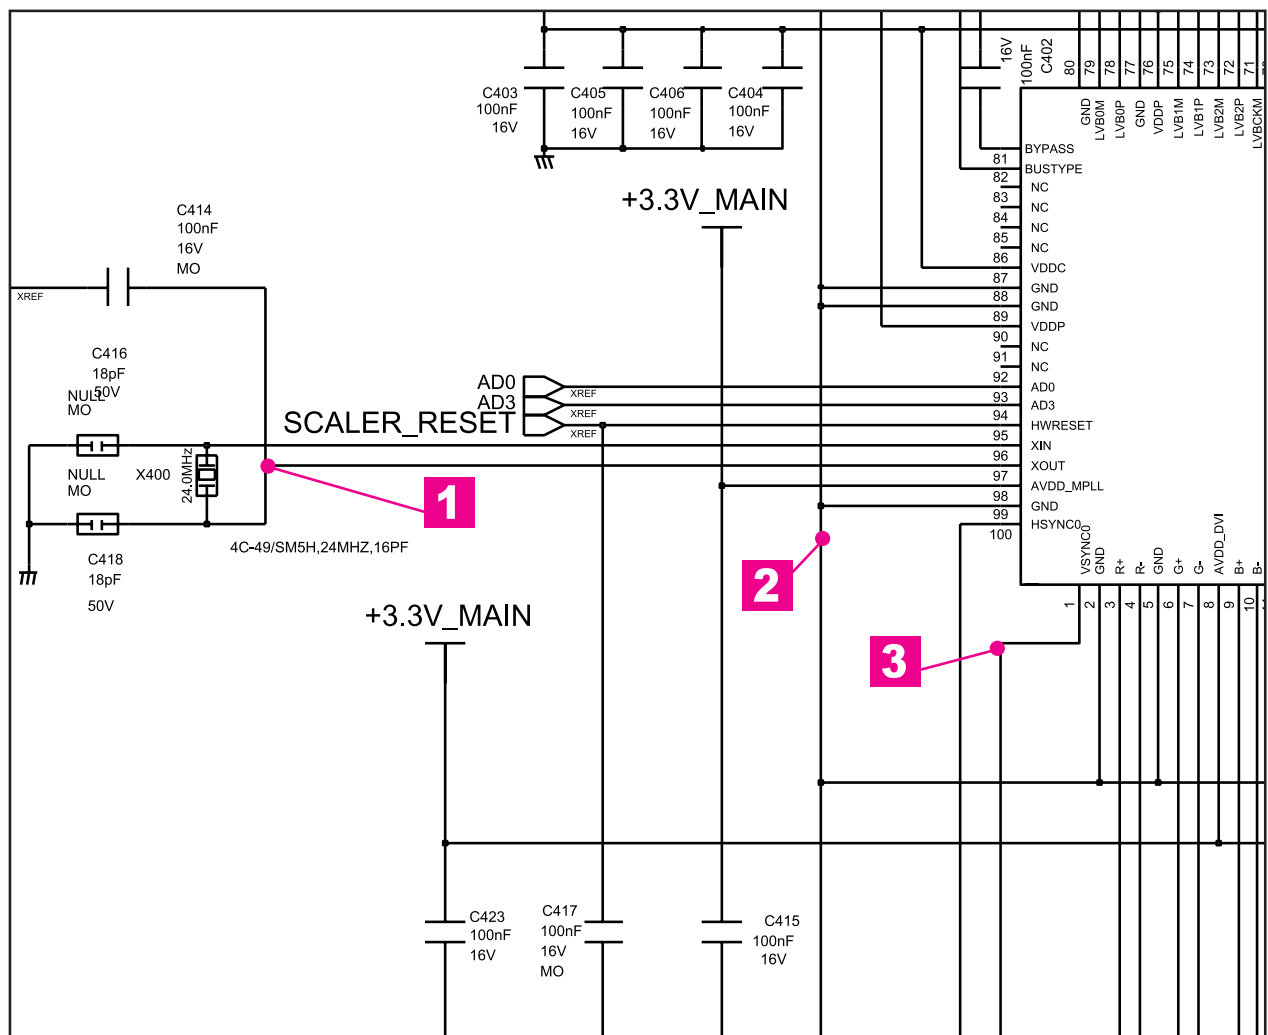 C403
100nF
16V
C405
100nF
16V
C406
100nF
16V
C404
100nF
16V
16V
100nF
C402
80
79
78
77
76
75
74
73
72
71
GND
LVB0M
LVB0P
GND
VDDP
LVB1M
LVB1P
LVB2M
LVB2P
LVBCKM
BYPASS
81
BUSTYPE
82
NC
83
NC
84
NC
85
NC
86
VDDC
87
GND
88
GND
89
VDDP
90
NC
91
NC
92
AD0
93
AD3
94
HWRESET
95
XIN
96
XOUT
97
AVDD_MPLL
98
GND
99
HSYNC0
100
+3.3V_MAIN
C414
100nF
16V
MO
XREF
C416
18pF
50V
NULL
MO
AD0
XREF
AD3
XREF
SCALER_RESET
XREF
NULL
MO
X400
24.0MHz
1
C418
18pF
50V
4C-49/SM5H,24MHZ,16PF
2
+3.3V_MAIN
3
VSYNC0
GND
R+
R-
GND
G+
G-
AVDD_DVI
B+
B-
1
2
3
4
5
6
7
8
9
10
C423
100nF
16V
C417
100nF
16V
MO
C415
100nF
16V